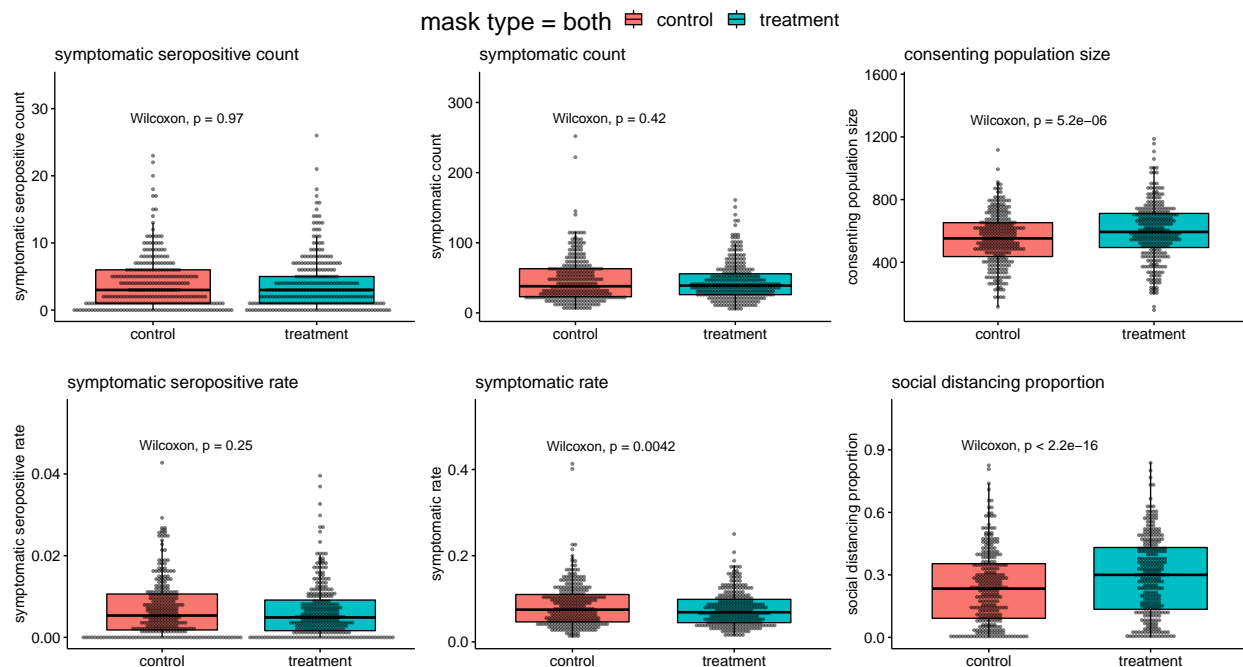 mask type = both control treatment
symptomatic seropositive count
symptomatic seropositive count
30
20
10
0
Wilcoxon, p = 0.97
control treatment
symptomatic count
symptomatic count
300
200
100
0
Wilcoxon, p = 0.42
control treatment
consenting population size
consenting population size
1600
1200
800
400
Wilcoxon, p = 5.2e−06
control treatment
symptomatic seropositive rate
symptomatic seropositive rate
0.04
0.02
0.00
Wilcoxon, p = 0.25
control treatment
symptomatic rate
symptomatic rate
0.4
0.2
0.0
Wilcoxon, p = 0.0042
control treatment
social distancing proportion
social distancing proportion
0.9
0.6
0.3
0.0
Wilcoxon, p < 2.2e−16
control treatment